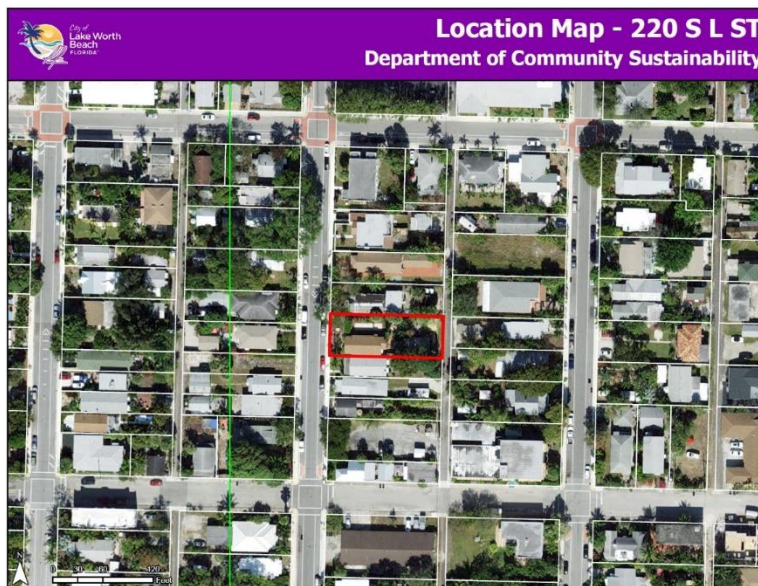 City of
Lake Worth
Beach
FLORIDA
Location Map - 220 S L ST
Department of Community Sustainability
N
0 30 60 120
Feet